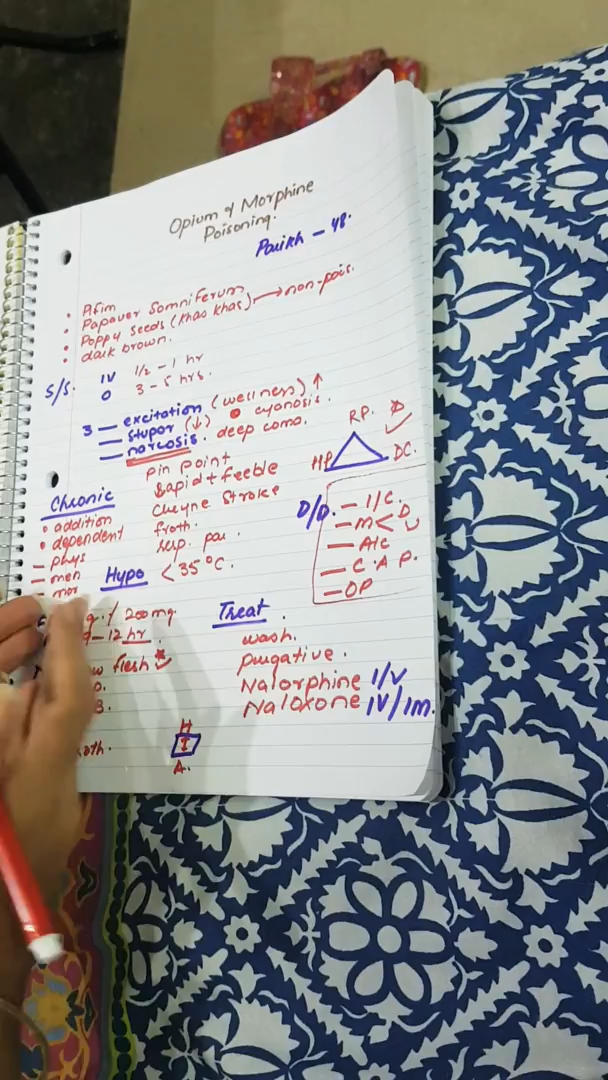 Opium & Morphine
Poisoning.
Parikh - 48.
• Afim
• Papaver Somniferum
• Poppy Seeds (Khas Khas) → non-pois.
• dark brown.
S/S. IV 1/2 - 1 hr
O 3 - 5 hrs.
3 — excitation (wellness) ↑
— stupor (↓) • cyanosis.
— narcosis. deep coma.
RP.
HP DC.
Pin Point
Rapid + feeble
Cheyne Stroke
froth.
Chronic
• addition
• dependent
— phys
— men
— mor
Hypo < 35°C.
D/D. — I/C.
— M < D
— Alc
— C. A P.
— OP
g. / 200mg.
- 12 hr
flesh
Treat.
wash.
Purgative.
Nalorphine I/V
Naloxone IV/IM.
H
I
A.